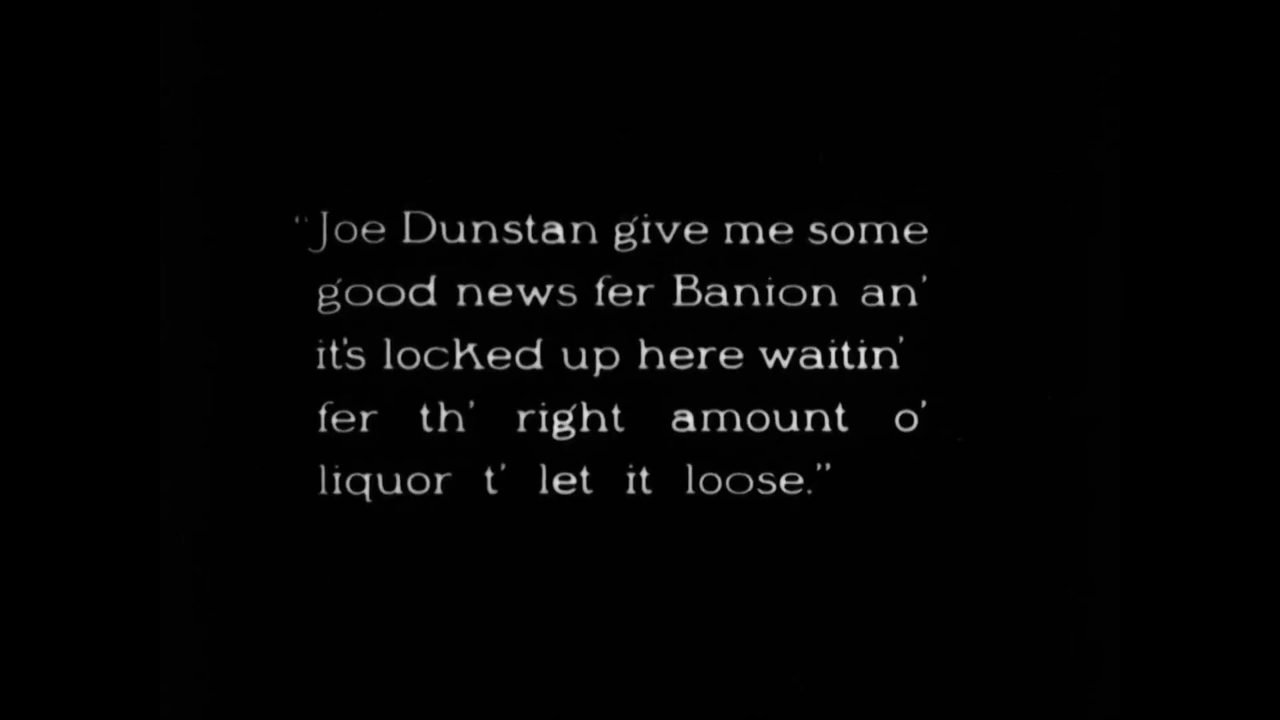 "Joe Dunstan give me some
good news fer Banion an'
it's locked up here waitin'
fer th' right amount o'
liquor t' let it loose."